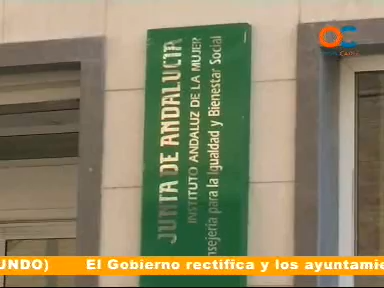 JUNTA DE ANDALUCIA
INSTITUTO ANDALUZ DE LA MUJER
Consejería para la Igualdad y Bienestar Social
UNDO) El Gobierno rectifica y los ayuntamie